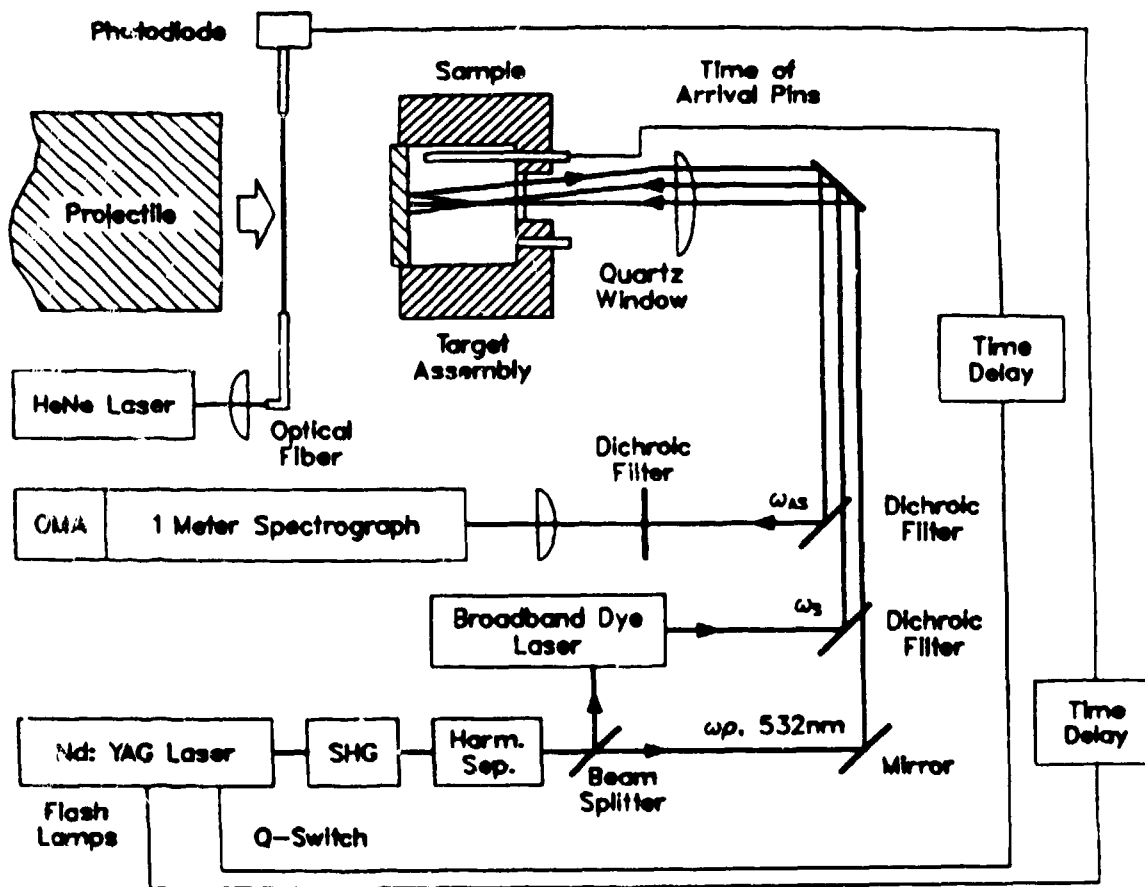 Photodiode
Sample
Time of
Arrival Pins
Projectile
Quartz
Window
Target
Assembly
Time
Delay
HeNe Laser
Optical
Fiber
Dichroic
Filter
OMA
1 Meter Spectrograph
ωAS
Dichroic
Filter
Broadband Dye
Laser
ωS
Dichroic
Filter
Nd: YAG Laser
SHG
Harm.
Sep.
ωρ, 532nm
Beam
Splitter
Mirror
Time
Delay
Flash
Lamps
Q-Switch